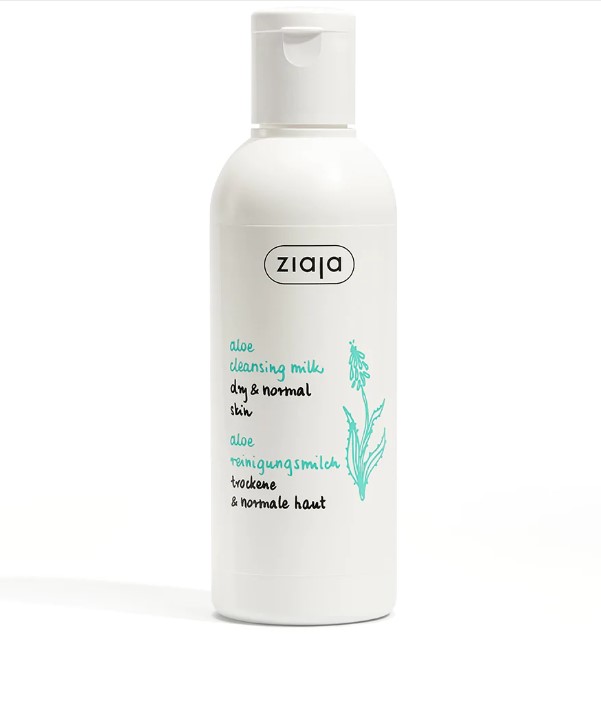 ziaja
aloe
cleansing milk
dry & normal
skin
aloe
reinigungsmilch
trockene
& normale haut